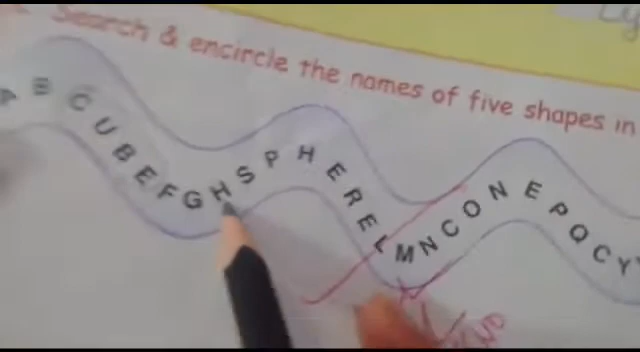 Search & encircle the names of five shapes in
A B C U B E F G H S P H E R E L M N C O N E P Q C Y